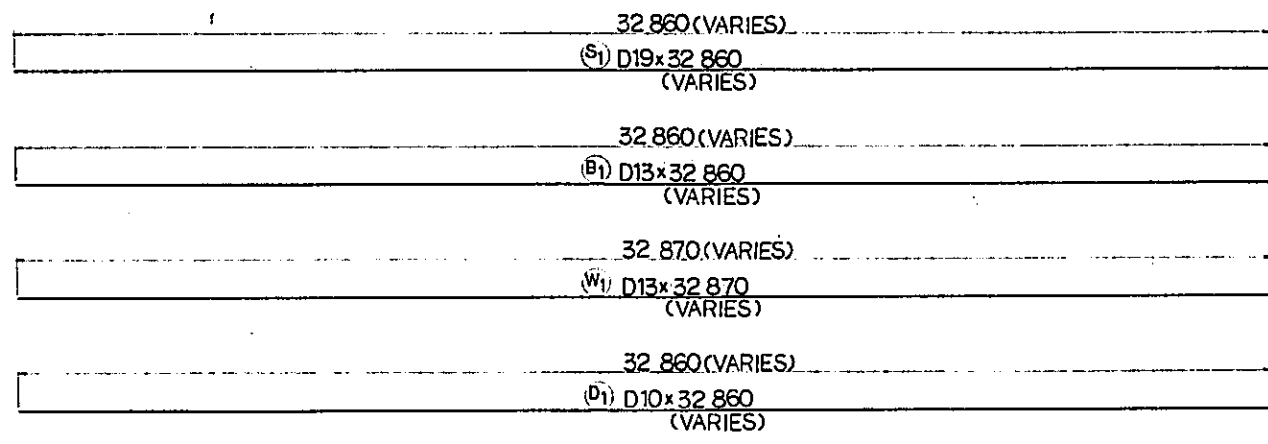 32 860(VARIES)
S1 D19×32 860
(VARIES)
32 860(VARIES)
B1 D13×32 860
(VARIES)
32 870(VARIES)
W1 D13×32 870
(VARIES)
32 860(VARIES)
D1 D10×32 860
(VARIES)